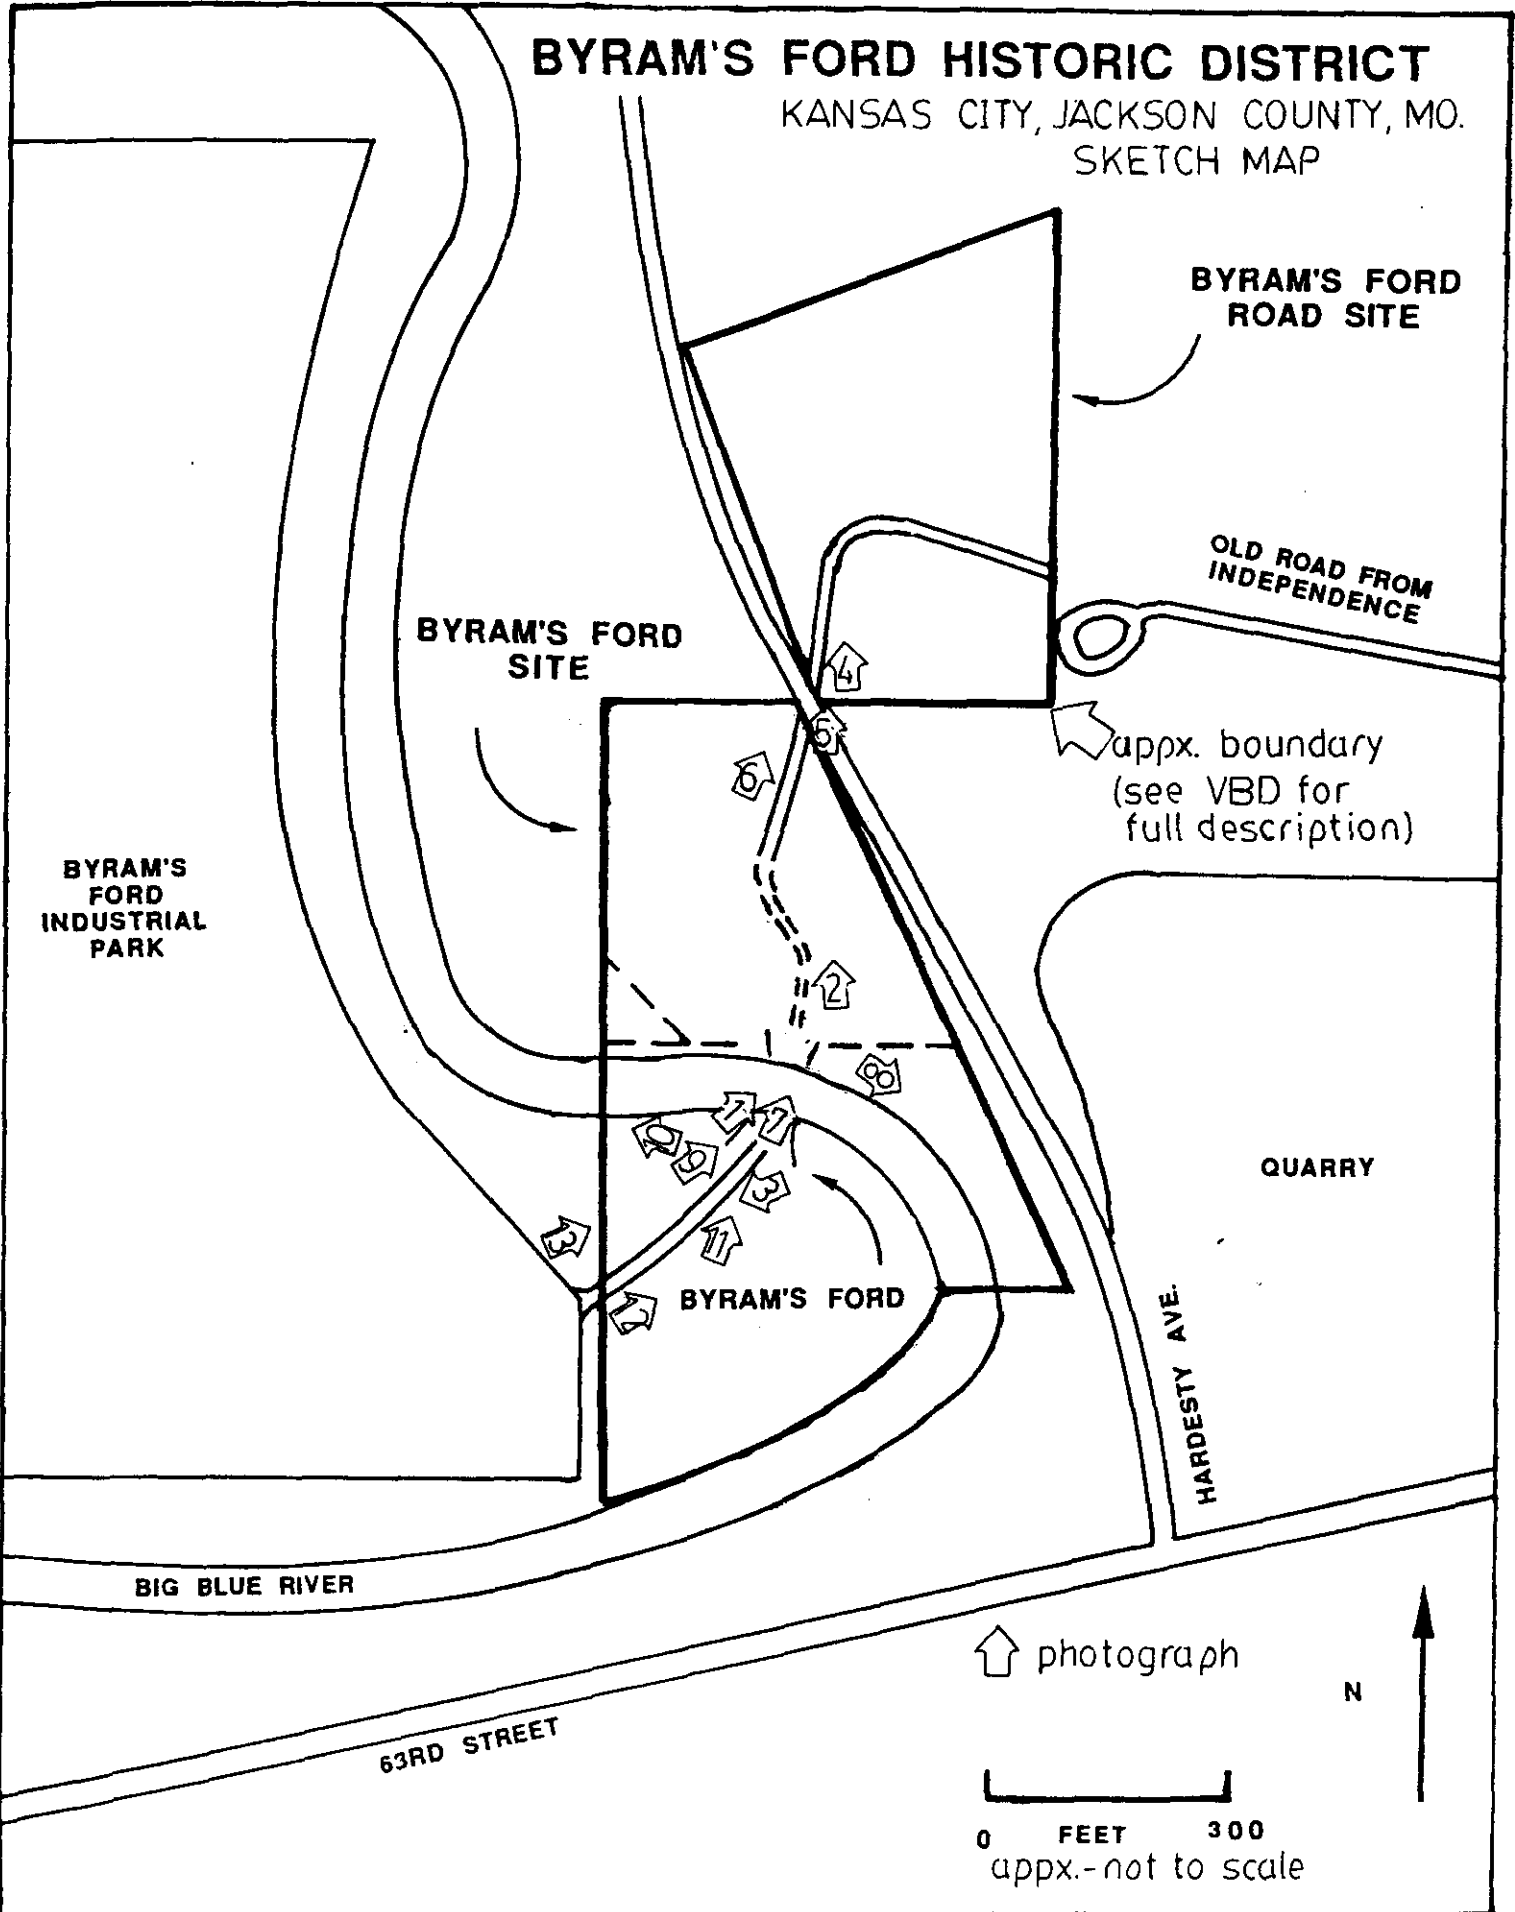 BYRAM'S FORD HISTORIC DISTRICT
KANSAS CITY, JACKSON COUNTY, MO.
SKETCH MAP
BYRAM'S FORD
ROAD SITE
OLD ROAD FROM
INDEPENDENCE
BYRAM'S FORD
SITE
4
5
6
appx. boundary
(see VBD for
full description)
BYRAM'S
FORD
INDUSTRIAL
PARK
2
8
1
7
10
9
3
11
13
12
QUARRY
BYRAM'S FORD
HARDESTY AVE.
BIG BLUE RIVER
photograph
N
63RD STREET
0 FEET 300
appx.-not to scale